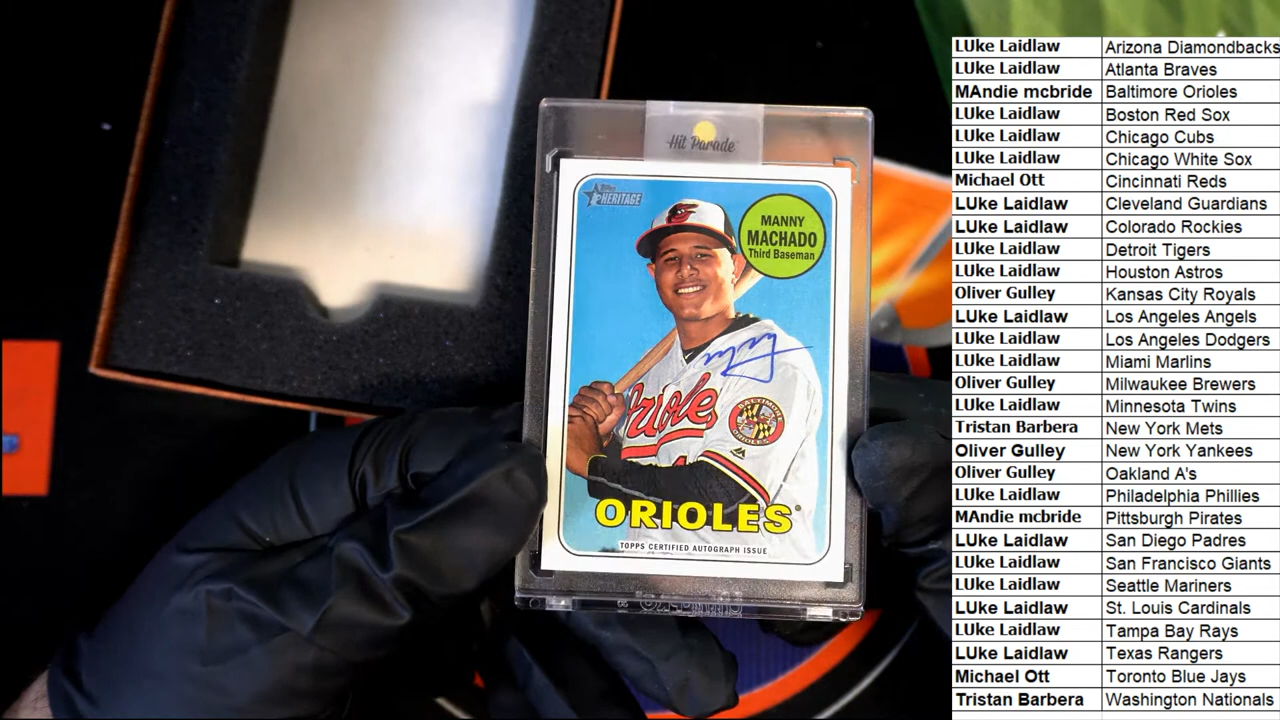 Hit Parade
Topps
HERITAGE
MANNY
MACHADO
Third Baseman
Orioles
BALTIMORE
ORIOLES
ORIOLES
TOPPS CERTIFIED AUTOGRAPH ISSUE
LUke Laidlaw Arizona Diamondbacks
LUke Laidlaw Atlanta Braves
MAndie mcbride Baltimore Orioles
LUke Laidlaw Boston Red Sox
LUke Laidlaw Chicago Cubs
LUke Laidlaw Chicago White Sox
Michael Ott Cincinnati Reds
LUke Laidlaw Cleveland Guardians
LUke Laidlaw Colorado Rockies
LUke Laidlaw Detroit Tigers
LUke Laidlaw Houston Astros
Oliver Gulley Kansas City Royals
LUke Laidlaw Los Angeles Angels
LUke Laidlaw Los Angeles Dodgers
LUke Laidlaw Miami Marlins
Oliver Gulley Milwaukee Brewers
LUke Laidlaw Minnesota Twins
Tristan Barbera New York Mets
Oliver Gulley New York Yankees
Oliver Gulley Oakland A's
LUke Laidlaw Philadelphia Phillies
MAndie mcbride Pittsburgh Pirates
LUke Laidlaw San Diego Padres
LUke Laidlaw San Francisco Giants
LUke Laidlaw Seattle Mariners
LUke Laidlaw St. Louis Cardinals
LUke Laidlaw Tampa Bay Rays
LUke Laidlaw Texas Rangers
Michael Ott Toronto Blue Jays
Tristan Barbera Washington Nationals